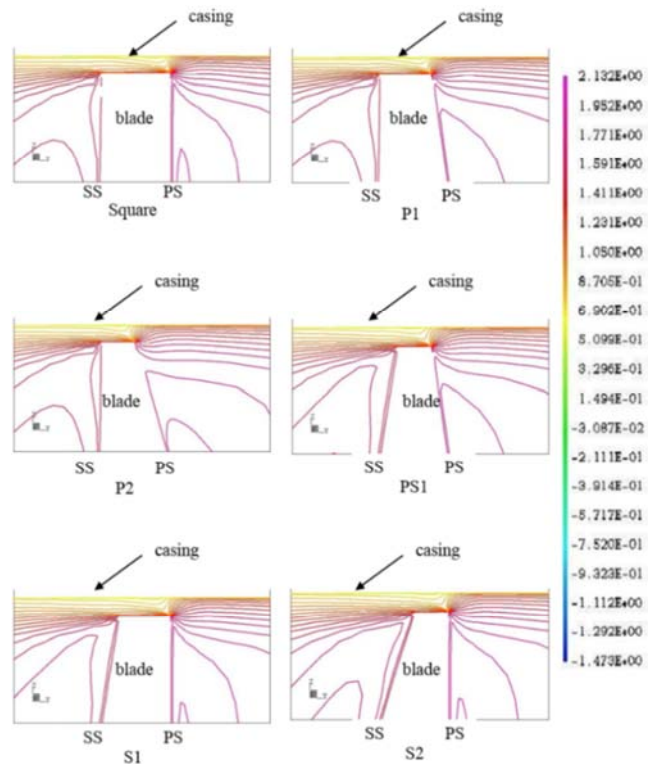 casing casing
blade blade
SS PS SS PS
Square P1
casing casing
blade blade
SS PS SS PS
P2 PS1
casing casing
blade blade
SS PS SS PS
S1 S2
2.132E+00
1.952E+00
1.771E+00
1.591E+00
1.411E+00
1.231E+00
1.050E+00
8.705E-01
6.902E-01
5.099E-01
3.296E-01
1.494E-01
-3.087E-02
-2.111E-01
-3.914E-01
-5.717E-01
-7.520E-01
-9.323E-01
-1.112E+00
-1.292E+00
-1.473E+00